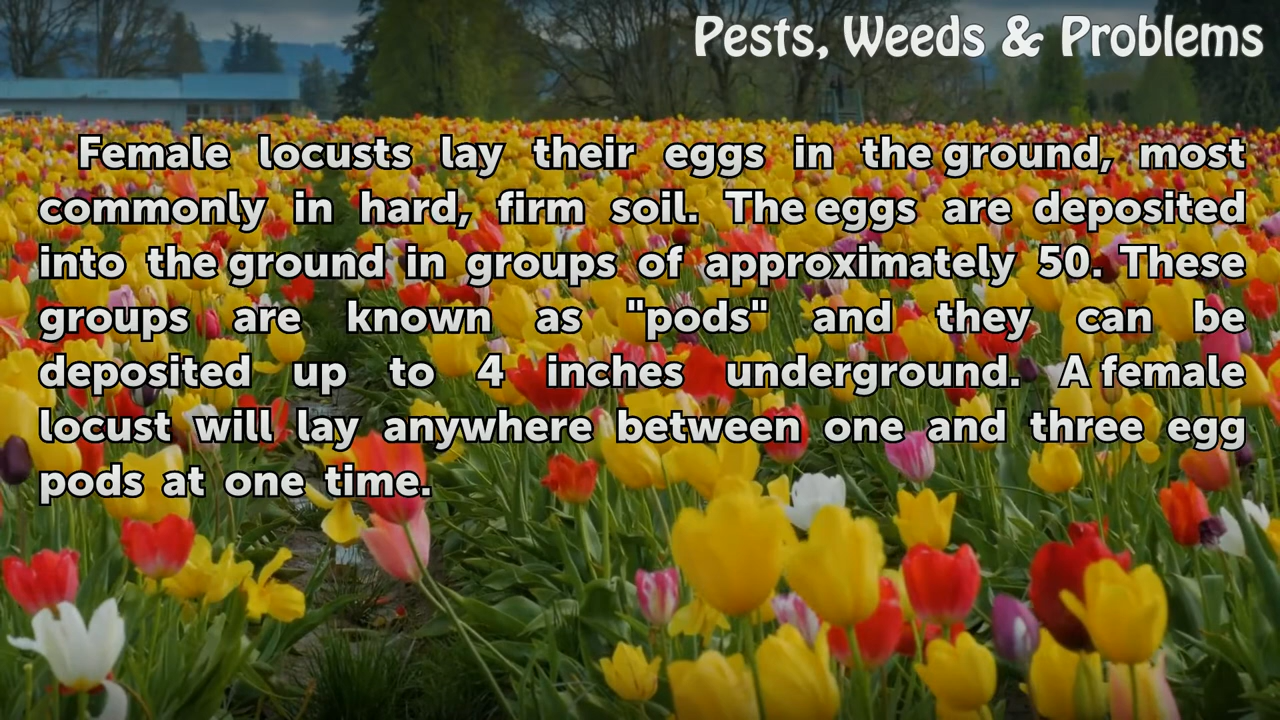 Pests, Weeds & Problems
Female locusts lay their eggs in the ground, most
commonly in hard, firm soil. The eggs are deposited
into the ground in groups of approximately 50. These
groups are known as "pods" and they can be
deposited up to 4 inches underground. A female
locust will lay anywhere between one and three egg
pods at one time.